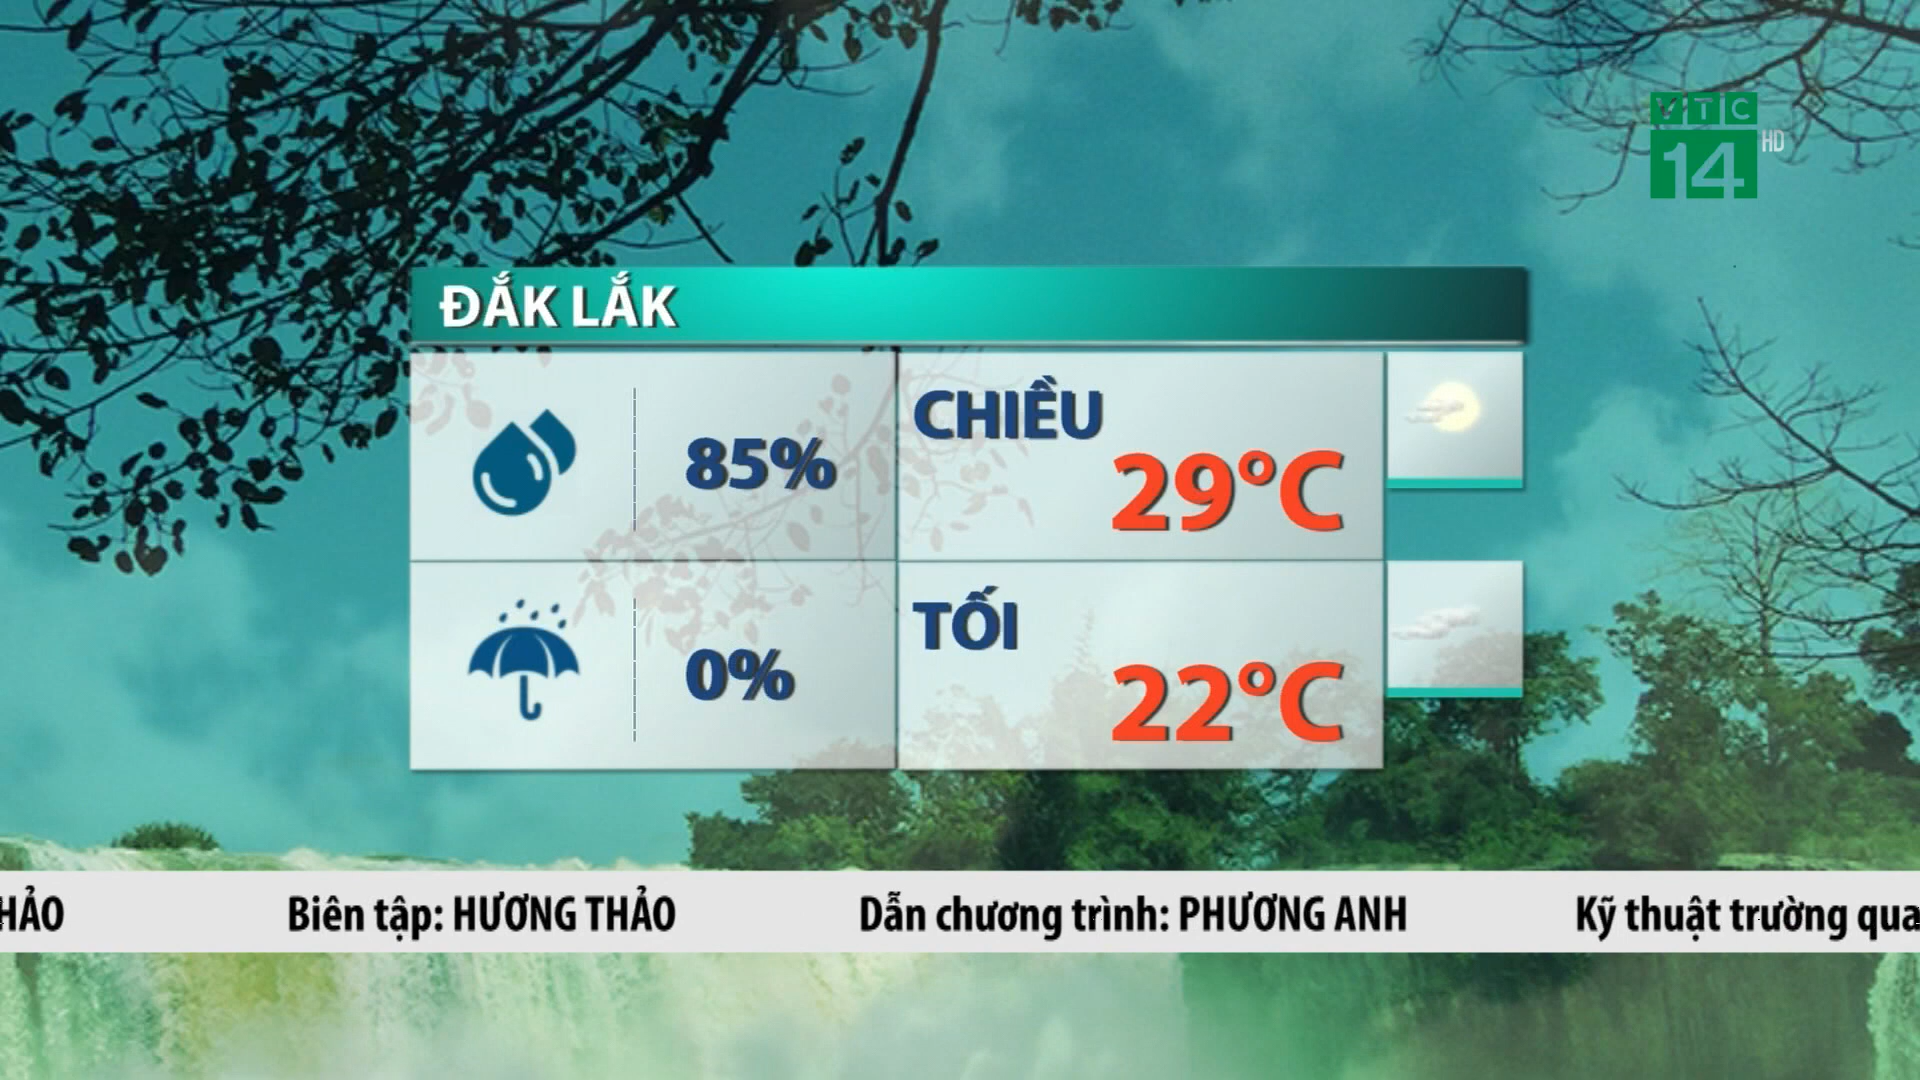 VTC
14 HD
ĐẮK LẮK
85%
CHIỀU
29°C
0%
TỐI
22°C
HẢO Biên tập: HƯƠNG THẢO Dẫn chương trình: PHƯƠNG ANH Kỹ thuật trường qua